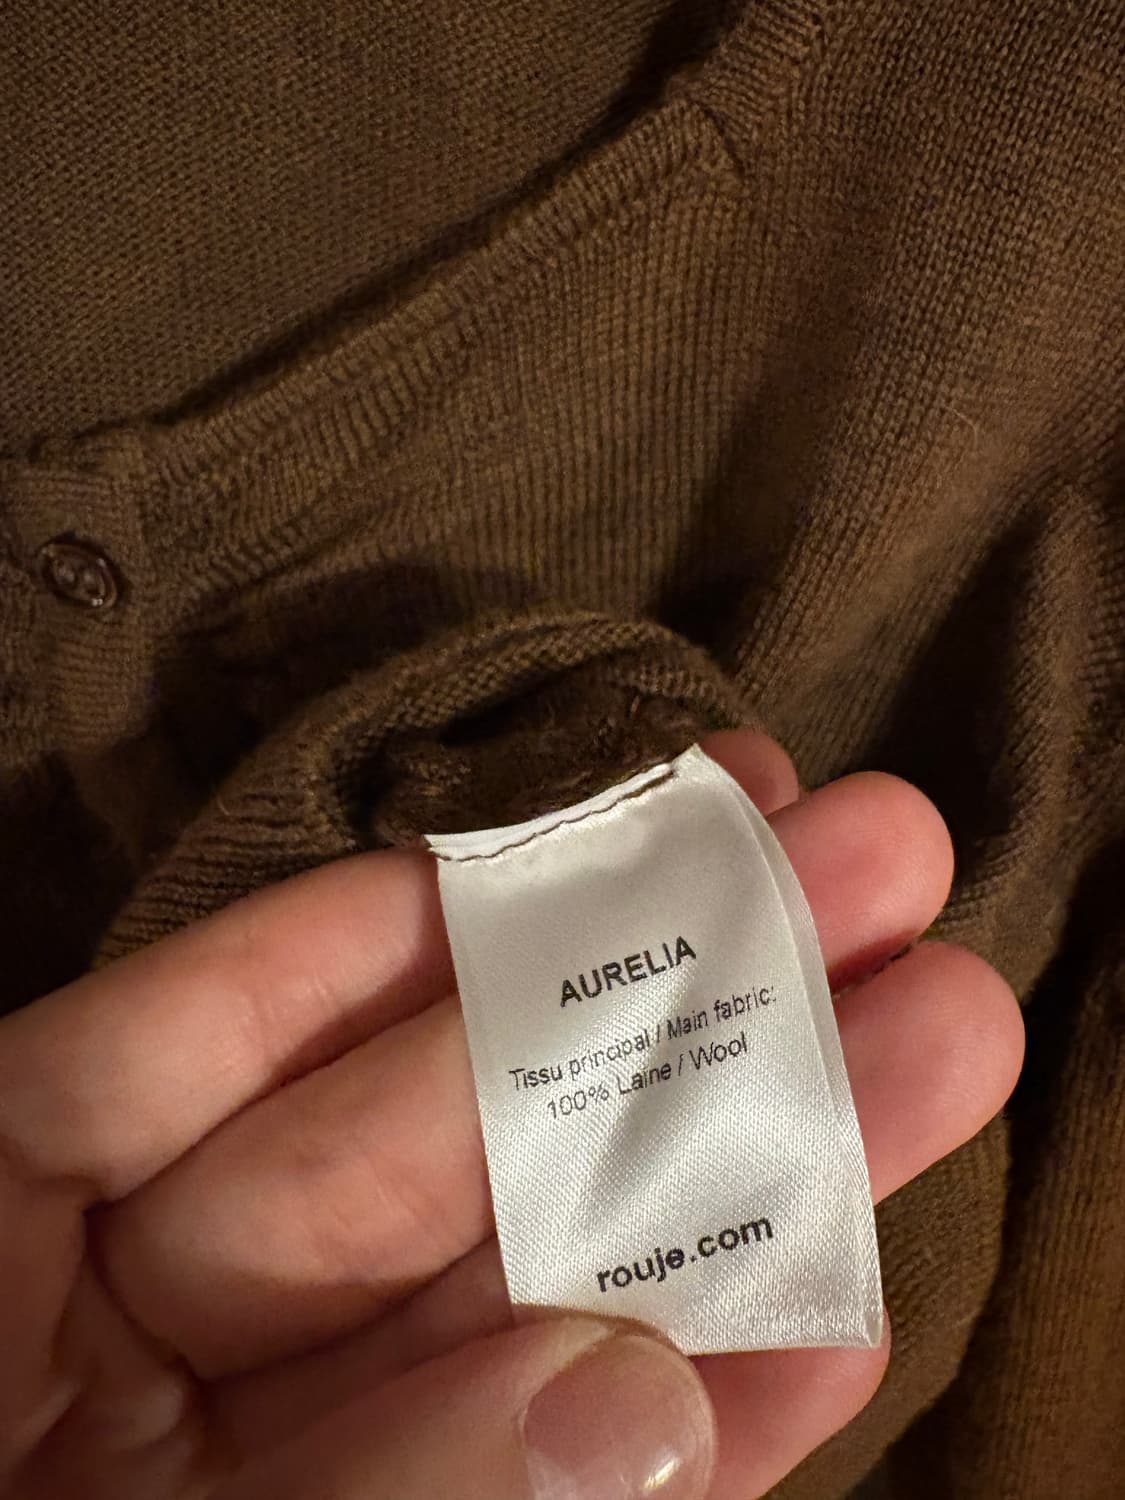 AURELIA
Tissu principal / Main fabric:
100% Laine / Wool
rouje.com